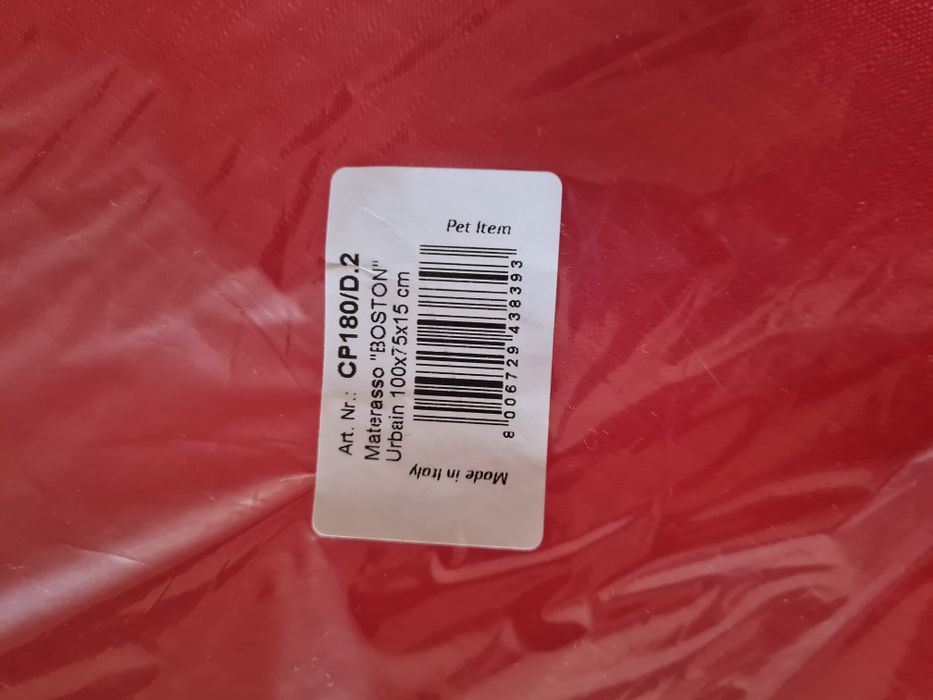 Art. Nr.: CP180/D.2
Materasso "BOSTON"
Urbain 100x75x15 cm
Pet Item
8 006729 438393
Made in Italy